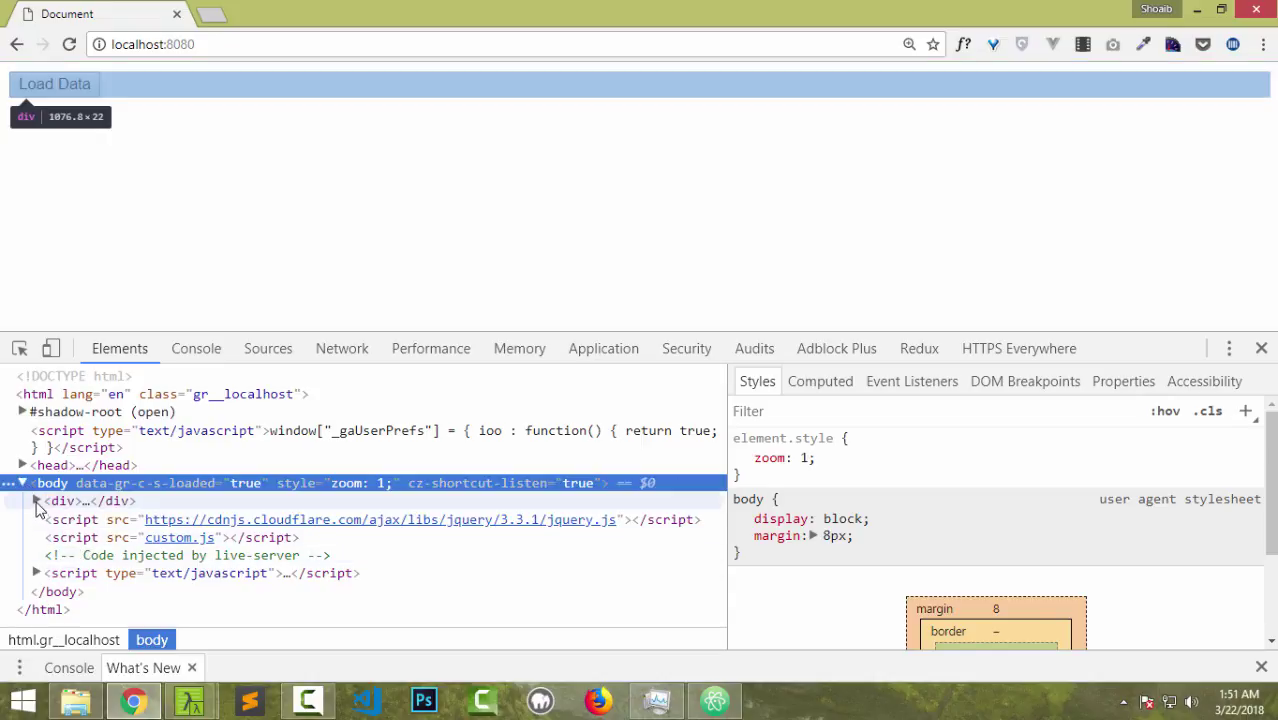 Document
Shoaib
localhost:8080
f?
Load Data
div 1076.8×22
Elements Console Sources Network Performance Memory Application Security Audits Adblock Plus Redux HTTPS Everywhere
<!DOCTYPE html>
<html lang="en" class="gr__localhost">
#shadow-root (open)
<script type="text/javascript">window["_gaUserPrefs"] = { ioo : function() { return true;
} }</script>
<head>…</head>
<body data-gr-c-s-loaded="true" style="zoom: 1;" cz-shortcut-listen="true"> == $0
<div>…</div>
<script src="https://cdnjs.cloudflare.com/ajax/libs/jquery/3.3.1/jquery.js"></script>
<script src="custom.js"></script>
<!-- Code injected by live-server -->
<script type="text/javascript">…</script>
</body>
</html>
html.gr__localhost body
Styles Computed Event Listeners DOM Breakpoints Properties Accessibility
Filter :hov .cls +
element.style {
zoom: 1;
}
body { user agent stylesheet
display: block;
margin: 8px;
}
margin 8
border –
Console What's New
Ps
1:51 AM
3/22/2018